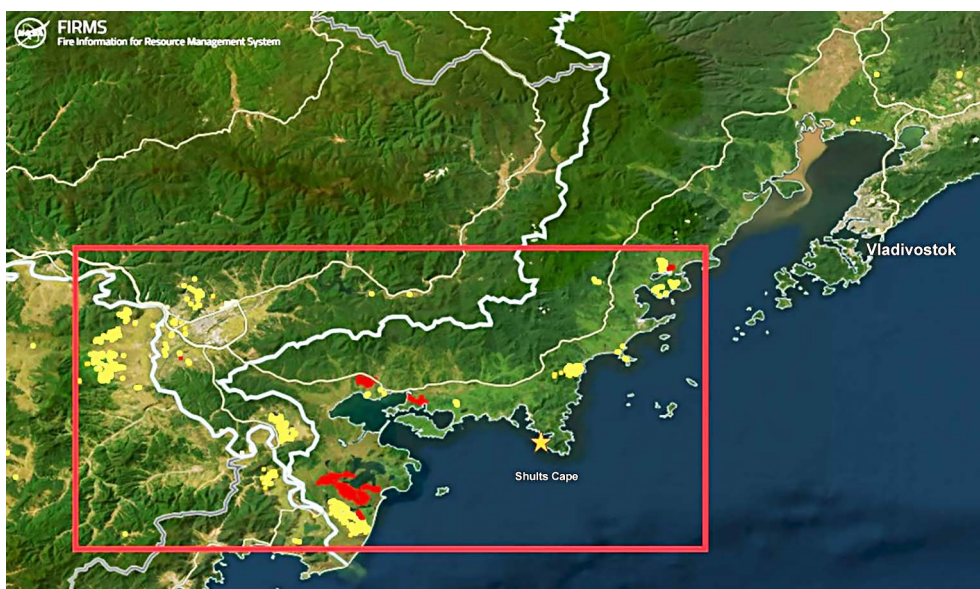 FIRMS
Fire Information for Resource Management System
Vladivostok
Shults Cape